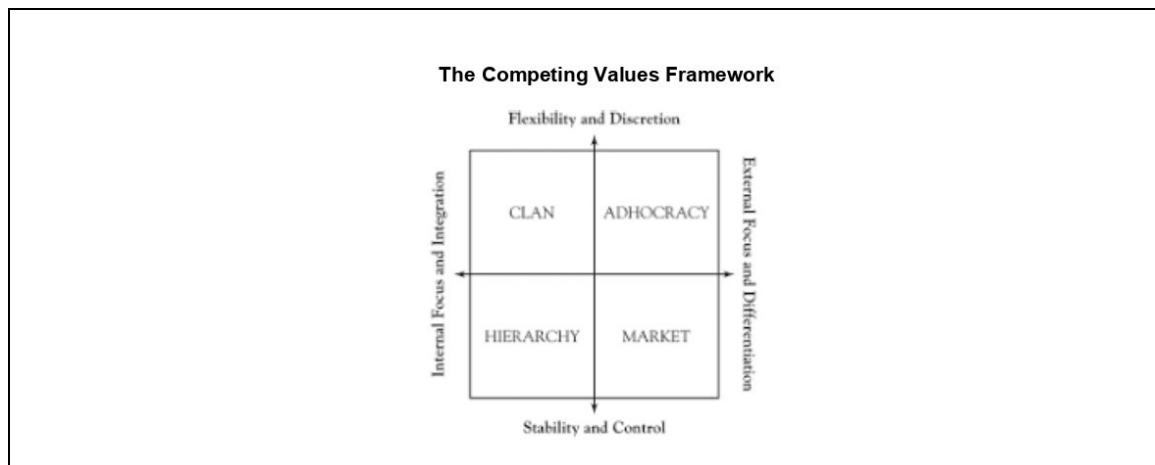 The Competing Values Framework
Flexibility and Discretion
Internal Focus and Integration
CLAN
ADHOCRACY
External Focus and Differentiation
HIERARCHY
MARKET
Stability and Control